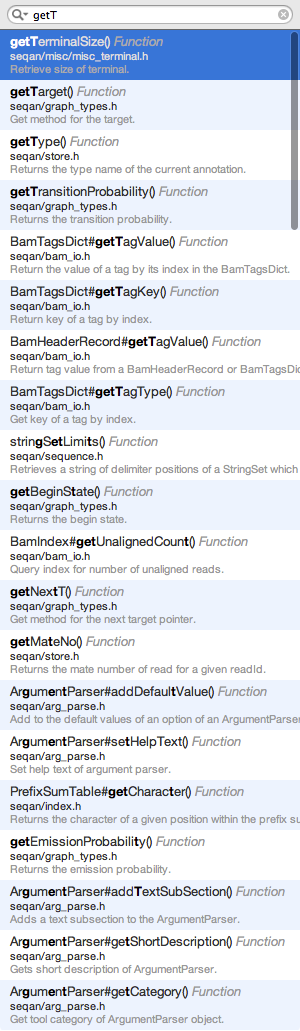 getT
getTerminalSize() Function
seqan/misc/misc_terminal.h
Retrieve size of terminal.
getTarget() Function
seqan/graph_types.h
Get method for the target.
getType() Function
seqan/store.h
Returns the type name of the current annotation.
getTransitionProbability() Function
seqan/graph_types.h
Returns the transition probability.
BamTagsDict#getTagValue() Function
seqan/bam_io.h
Return the value of a tag by its index in the BamTagsDict.
BamTagsDict#getTagKey() Function
seqan/bam_io.h
Return key of a tag by index.
BamHeaderRecord#getTagValue() Function
seqan/bam_io.h
Return tag value from a BamHeaderRecord or BamTagsDic
BamTagsDict#getTagType() Function
seqan/bam_io.h
Get key of a tag by index.
stringSetLimits() Function
seqan/sequence.h
Retrieves a string of delimiter positions of a StringSet which
getBeginState() Function
seqan/graph_types.h
Returns the begin state.
BamIndex#getUnalignedCount() Function
seqan/bam_io.h
Query index for number of unaligned reads.
getNextT() Function
seqan/graph_types.h
Get method for the next target pointer.
getMateNo() Function
seqan/store.h
Returns the mate number of read for a given readId.
ArgumentParser#addDefaultValue() Function
seqan/arg_parse.h
Add to the default values of an option of an ArgumentParser
ArgumentParser#setHelpText() Function
seqan/arg_parse.h
Set help text of argument parser.
PrefixSumTable#getCharacter() Function
seqan/index.h
Returns the character of a given position within the prefix su
getEmissionProbability() Function
seqan/graph_types.h
Returns the emission probability.
ArgumentParser#addTextSubSection() Function
seqan/arg_parse.h
Adds a text subsection to the ArgumentParser.
ArgumentParser#getShortDescription() Function
seqan/arg_parse.h
Gets short description of ArgumentParser.
ArgumentParser#getCategory() Function
seqan/arg_parse.h
Get tool category of ArgumentParser object.